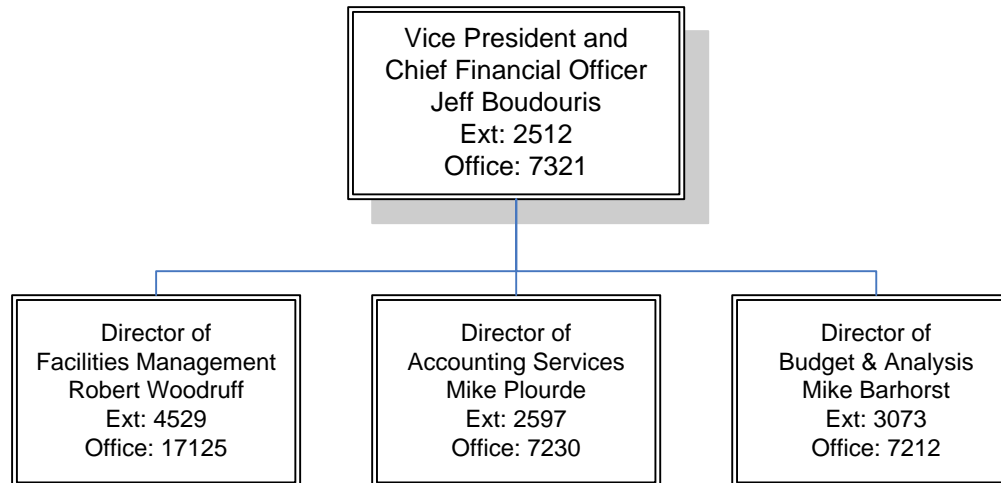 Vice President and
Chief Financial Officer
Jeff Boudouris
Ext: 2512
Office: 7321
Director of
Facilities Management
Robert Woodruff
Ext: 4529
Office: 17125
Director of
Accounting Services
Mike Plourde
Ext: 2597
Office: 7230
Director of
Budget & Analysis
Mike Barhorst
Ext: 3073
Office: 7212